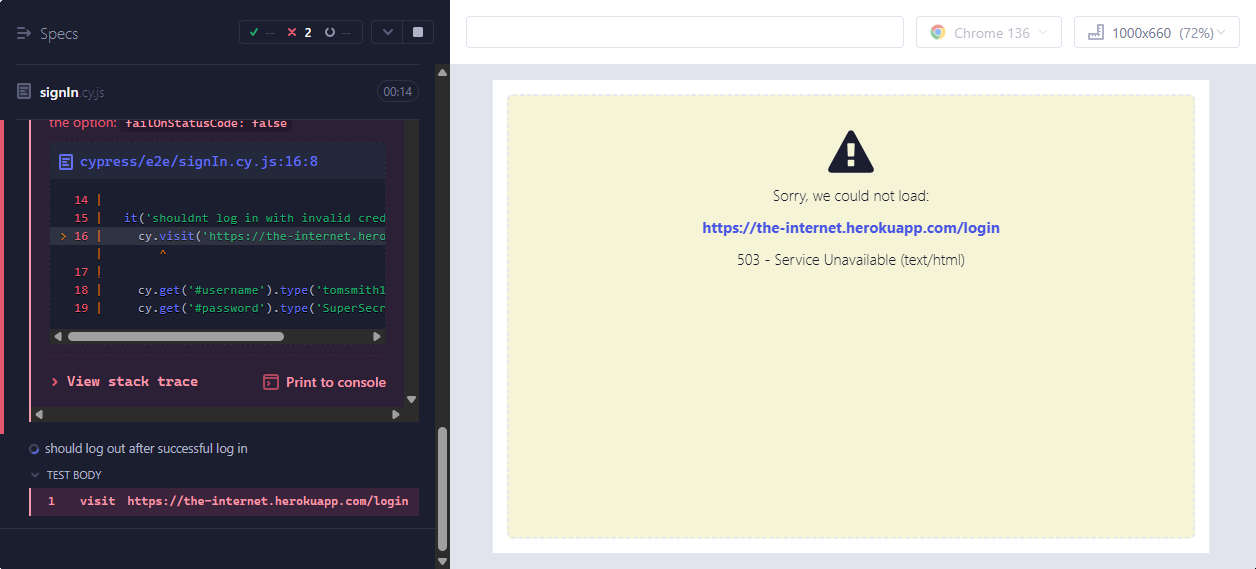 Specs
-- 2 --
signIn.cy.js
00:14
the option: failOnStatusCode: false
cypress/e2e/signIn.cy.js:16:8
14 |
15 |   it('shouldnt log in with invalid cred
> 16 |     cy.visit('https://the-internet.hero
|        ^
17 |
18 |     cy.get('#username').type('tomsmith1
19 |     cy.get('#password').type('SuperSecr
> View stack trace
Print to console
should log out after successful log in
TEST BODY
1 visit https://the-internet.herokuapp.com/login
Chrome 136
1000x660 (72%)
Sorry, we could not load:
https://the-internet.herokuapp.com/login
503 - Service Unavailable (text/html)